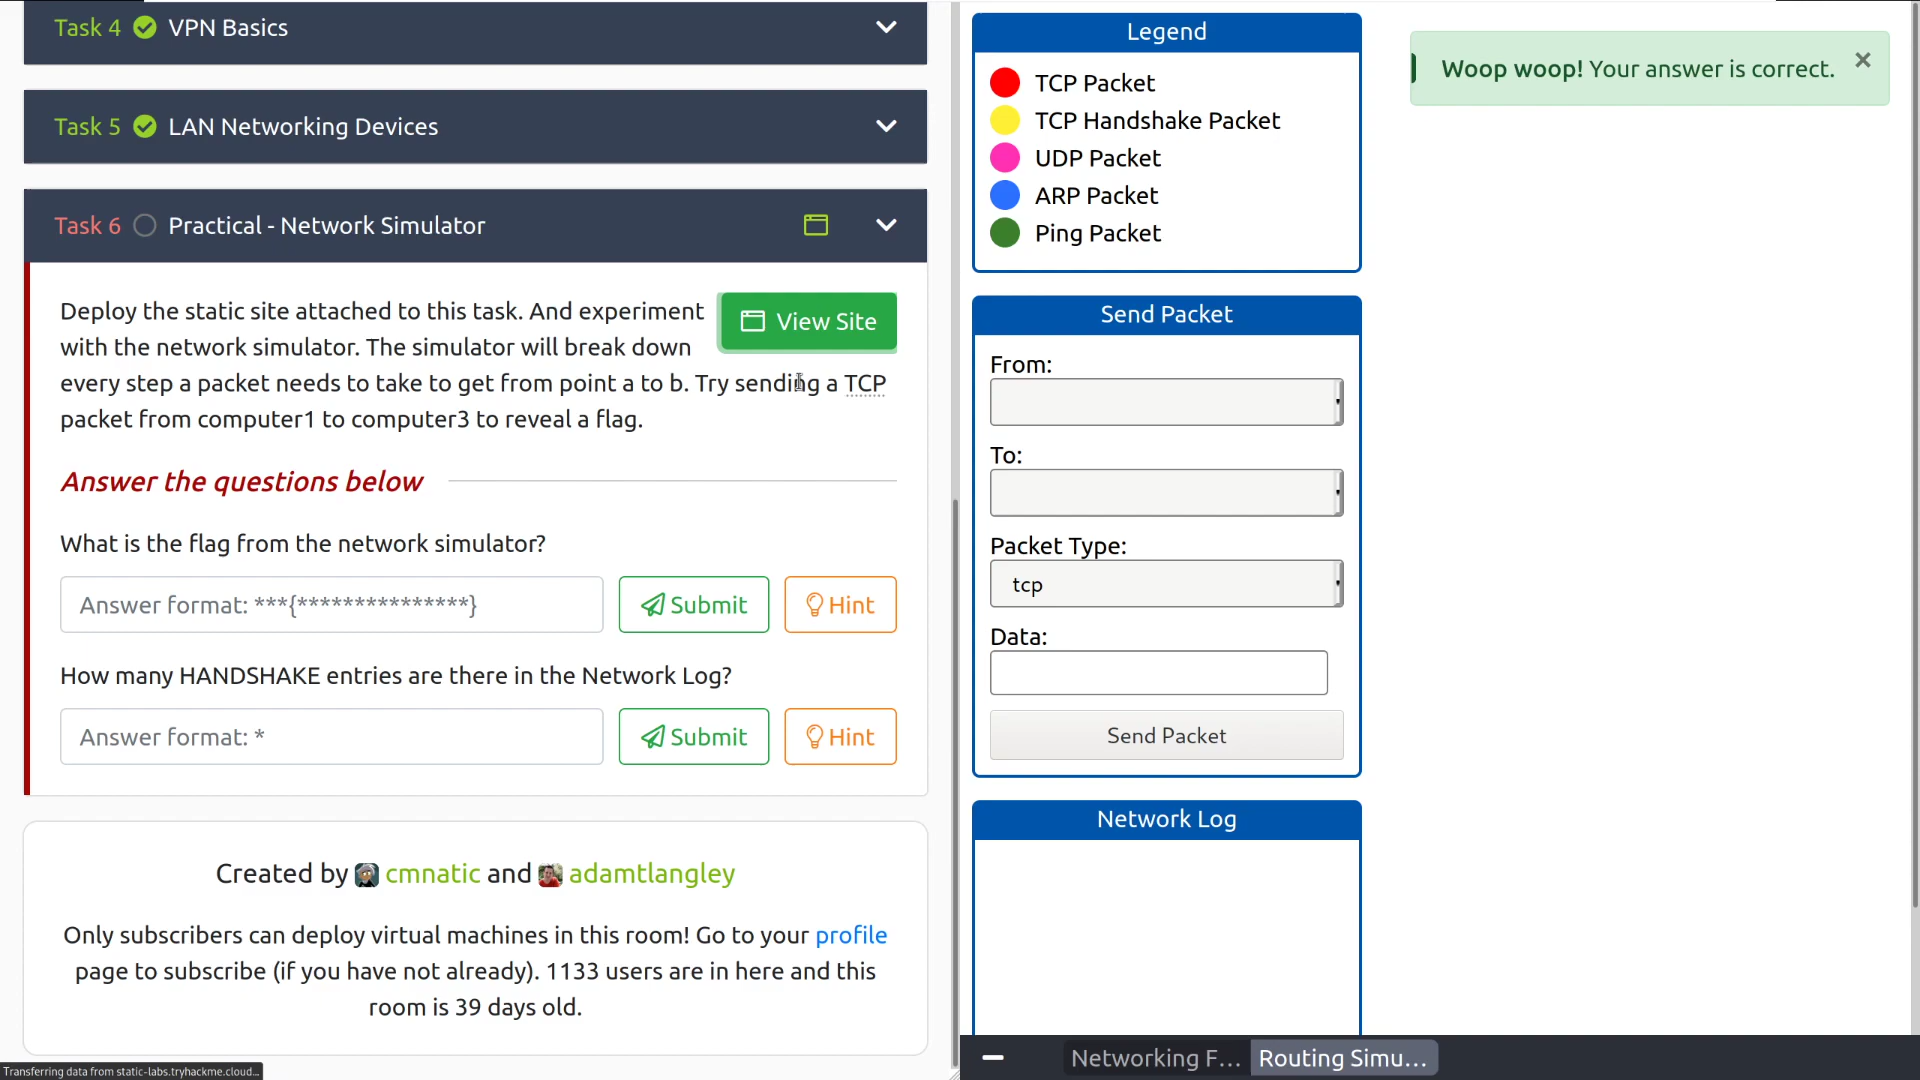 Task 4 VPN Basics
Task 5 LAN Networking Devices
Task 6 Practical - Network Simulator
Deploy the static site attached to this task. And experiment
with the network simulator. The simulator will break down
every step a packet needs to take to get from point a to b. Try sending a TCP
packet from computer1 to computer3 to reveal a flag.
View Site
Answer the questions below
What is the flag from the network simulator?
Answer format: ***{***************}
Submit
Hint
How many HANDSHAKE entries are there in the Network Log?
Answer format: *
Submit
Hint
Created by cmnatic and adamtlangley
Only subscribers can deploy virtual machines in this room! Go to your profile
page to subscribe (if you have not already). 1133 users are in here and this
room is 39 days old.
Transferring data from static-labs.tryhackme.cloud...
Legend
TCP Packet
TCP Handshake Packet
UDP Packet
ARP Packet
Ping Packet
Send Packet
From:
To:
Packet Type:
tcp
Data:
Send Packet
Network Log
Woop woop! Your answer is correct.
Networking F...
Routing Simu...